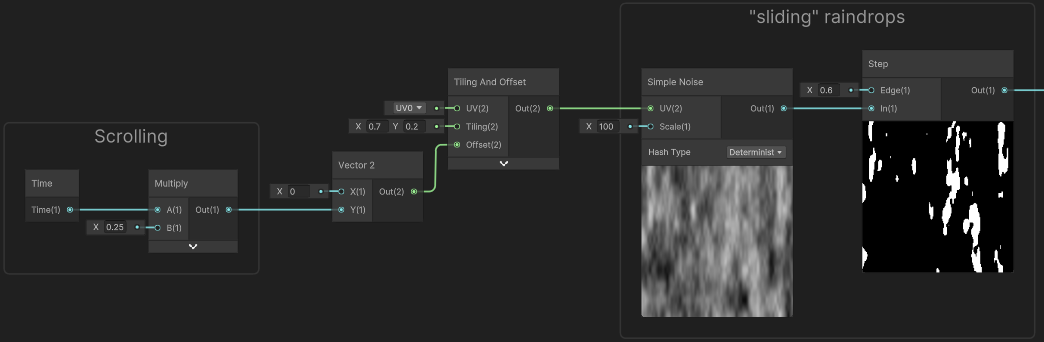 "sliding" raindrops
Step
Tiling And Offset
Simple Noise
X 0.6 Edge(1) Out(1)
UV0 UV(2) Out(2)
UV(2) Out(1)
In(1)
X 0.7 Y 0.2 Tiling(2)
X 100 Scale(1)
Scrolling
Offset(2)
Hash Type Determinist
Vector 2
Time
Multiply
X 0 X(1) Out(2)
Time(1)
A(1) Out(1)
Y(1)
X 0.25 B(1)